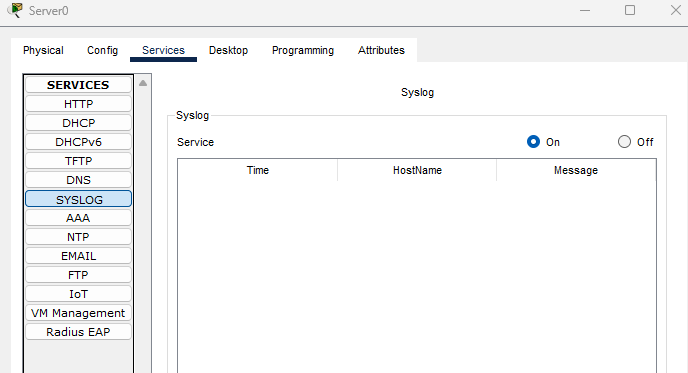 Server0
Physical Config Services Desktop Programming Attributes
SERVICES
HTTP
DHCP
DHCPv6
TFTP
DNS
SYSLOG
AAA
NTP
EMAIL
FTP
IoT
VM Management
Radius EAP
Syslog
Syslog
Service On Off
Time HostName Message